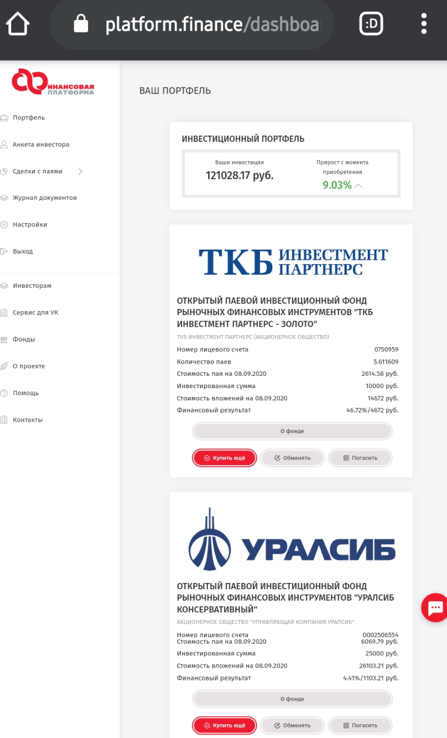 platform.finance/dashboa
:D
ФИНАНСОВАЯ
ПЛАТФОРМА
ВАШ ПОРТФЕЛЬ
Портфель
Анкета инвестора
Сделки с паями
Журнал документов
Настройки
Выход
Инвесторам
Сервис для УК
Фонды
О проекте
Помощь
Контакты
ИНВЕСТИЦИОННЫЙ ПОРТФЕЛЬ
Ваши инвестиции
121028.17 руб.
Прирост с момента
приобретения
9.03%
ТКБ ИНВЕСТМЕНТ
ПАРТНЕРС
ОТКРЫТЫЙ ПАЕВОЙ ИНВЕСТИЦИОННЫЙ ФОНД
РЫНОЧНЫХ ФИНАНСОВЫХ ИНСТРУМЕНТОВ "ТКБ
ИНВЕСТМЕНТ ПАРТНЕРС - ЗОЛОТО"
ТКБ ИНВЕСТМЕНТ ПАРТНЕРС (АКЦИОНЕРНОЕ ОБЩЕСТВО)
Номер лицевого счета 0750959
Количество паев 5.611609
Стоимость пая на 08.09.2020 2614.58 руб.
Инвестированная сумма 10000 руб.
Стоимость вложений на 08.09.2020 14672 руб.
Финансовый результат 46.72%/4672 руб.
О фонде
Купить ещё Обменять Погасить
УРАЛСИБ
ОТКРЫТЫЙ ПАЕВОЙ ИНВЕСТИЦИОННЫЙ ФОНД
РЫНОЧНЫХ ФИНАНСОВЫХ ИНСТРУМЕНТОВ "УРАЛСИБ
КОНСЕРВАТИВНЫЙ"
АКЦИОНЕРНОЕ ОБЩЕСТВО "УПРАВЛЯЮЩАЯ КОМПАНИЯ УРАЛСИБ"
Номер лицевого счета 0002506554
Стоимость пая на 08.09.2020 6069.79 руб.
Инвестированная сумма 25000 руб.
Стоимость вложений на 08.09.2020 26103.21 руб.
Финансовый результат 4.41%/1103.21 руб.
О фонде
Купить ещё Обменять Погасить